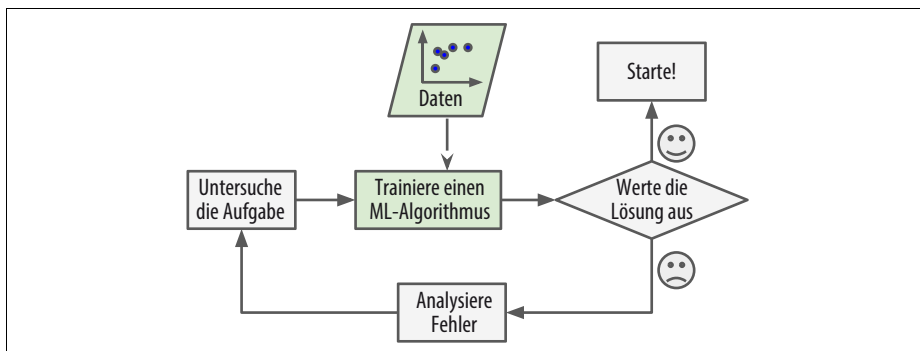 Daten
Starte!
Untersuche
die Aufgabe
Trainiere einen
ML-Algorithmus
Werte die
Lösung aus
Analysiere
Fehler